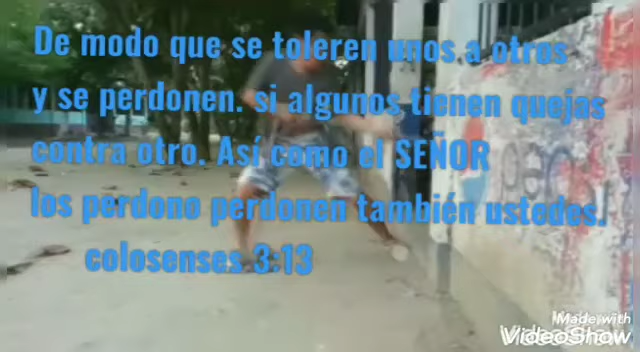 De modo que se toleren unos a otros
y se perdonen. si algunos tienen quejas
contra otro. Así como el SEÑOR
los perdono perdonen también ustedes.
colosenses 3:13
Made with
VideoShow